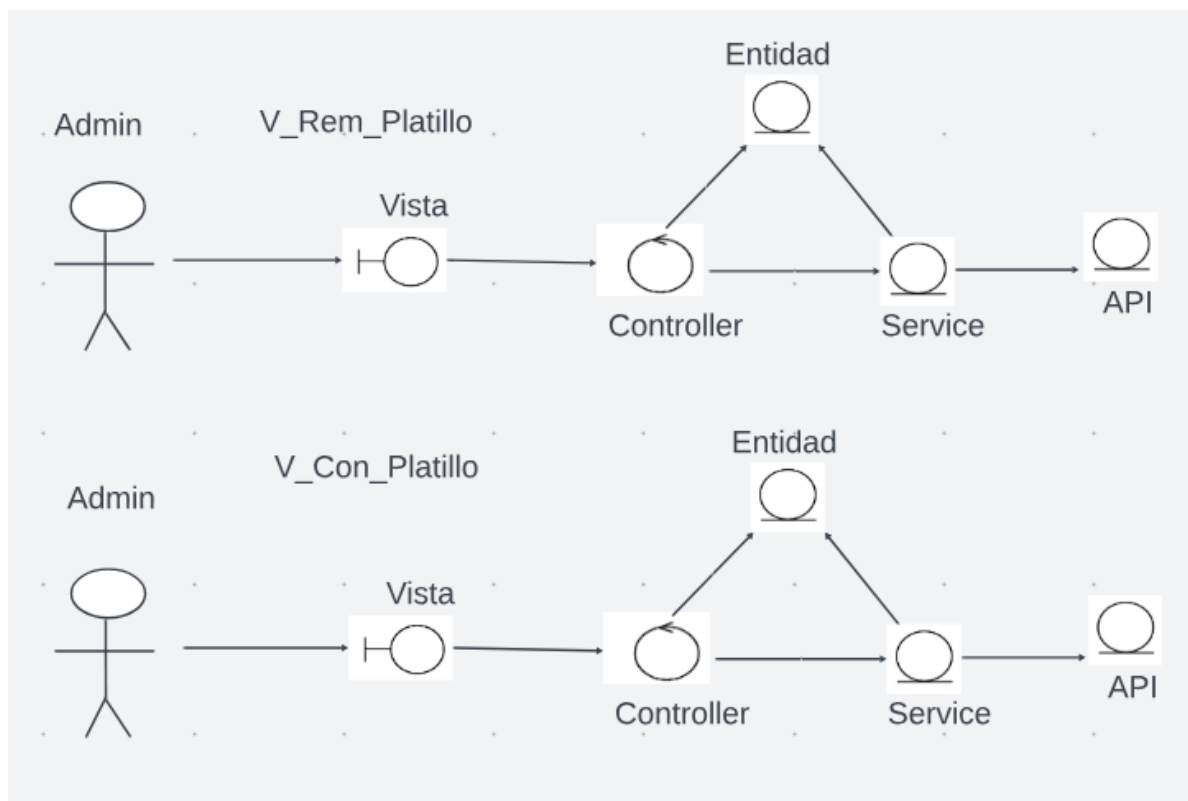 Entidad
Admin
V_Rem_Platillo
Vista
Controller
Service
API
Entidad
V_Con_Platillo
Admin
Vista
Controller
Service
API